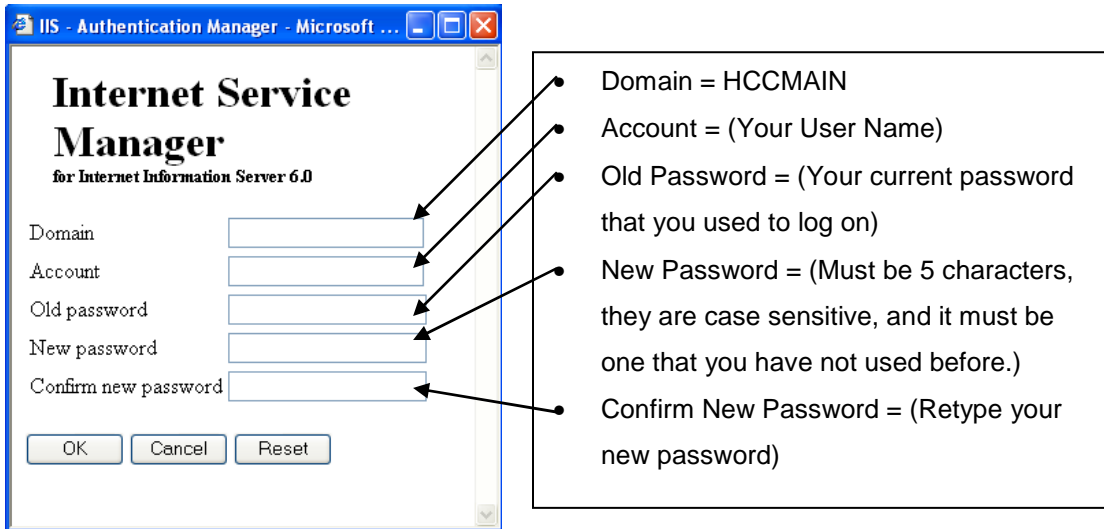 IIS - Authentication Manager - Microsoft ...
Internet Service
Manager
for Internet Information Server 6.0
Domain
Account
Old password
New password
Confirm new password
OK Cancel Reset
• Domain = HCCMAIN
• Account = (Your User Name)
• Old Password = (Your current password
that you used to log on)
• New Password = (Must be 5 characters,
they are case sensitive, and it must be
one that you have not used before.)
• Confirm New Password = (Retype your
new password)